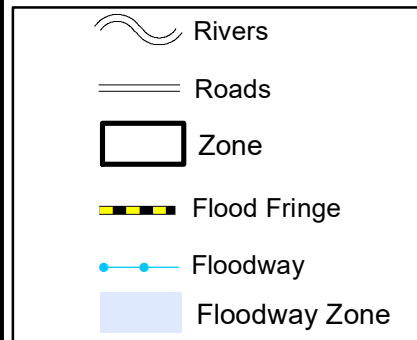 Rivers
Roads
Zone
Flood Fringe
Floodway
Floodway Zone